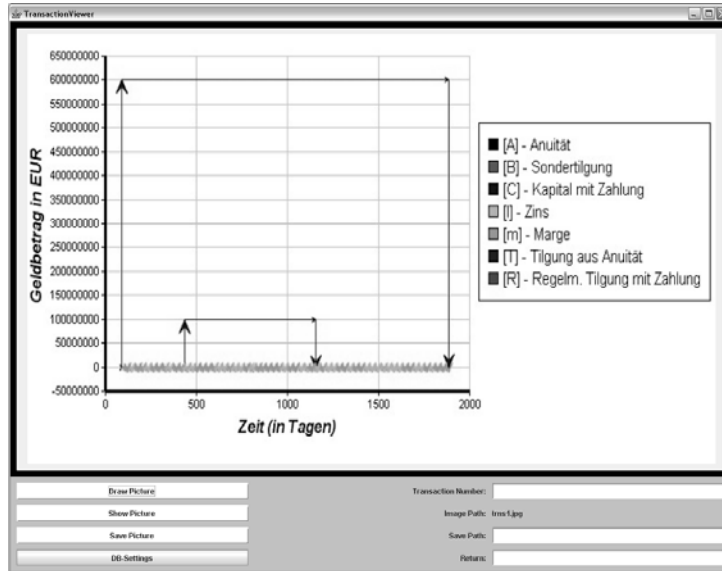 TransactionViewer
650000000
600000000
550000000
500000000
450000000
400000000
350000000
300000000
250000000
200000000
150000000
100000000
50000000
0
-50000000
Geldbetrag in EUR
0 500 1000 1500 2000
Zeit (in Tagen)
[A] - Anuität
[B] - Sondertilgung
[C] - Kapital mit Zahlung
[I] - Zins
[m] - Marge
[T] - Tilgung aus Anuität
[R] - Regelm. Tilgung mit Zahlung
Draw Picture
Transaction Number:
Show Picture
Image Path: trns1.jpg
Save Picture
Save Path:
DB-Settings
Return: